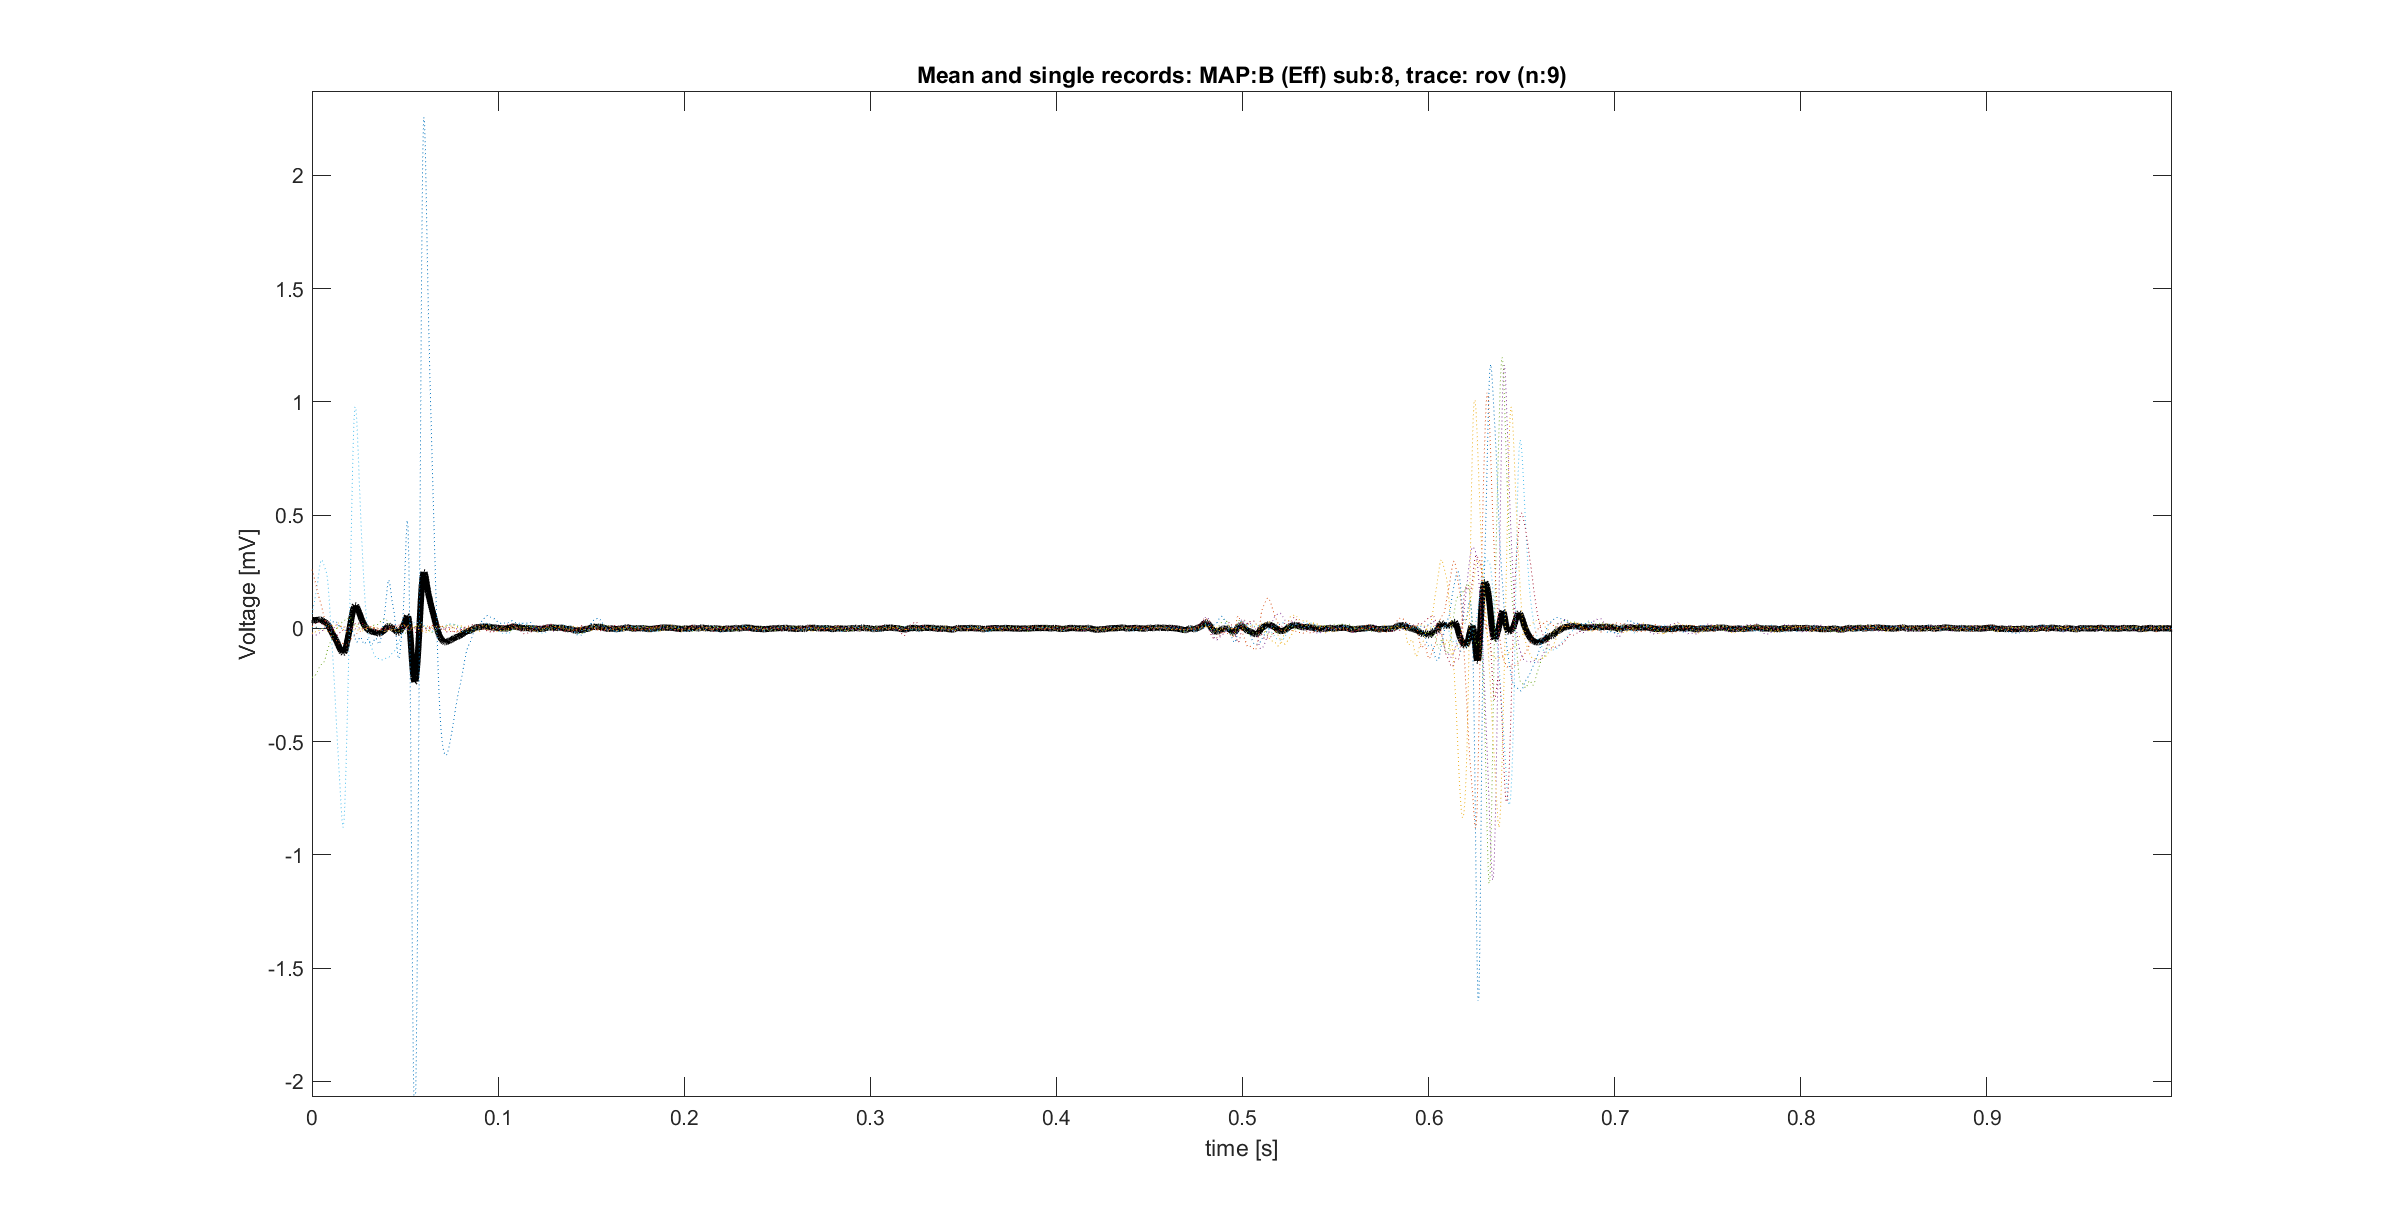 Mean and single records: MAP:B (Eff) sub:8, trace: rov (n:9)
2
1.5
1
0.5
0
-0.5
-1
-1.5
-2
Voltage [mV]
0 0.1 0.2 0.3 0.4 0.5 0.6 0.7 0.8 0.9
time [s]